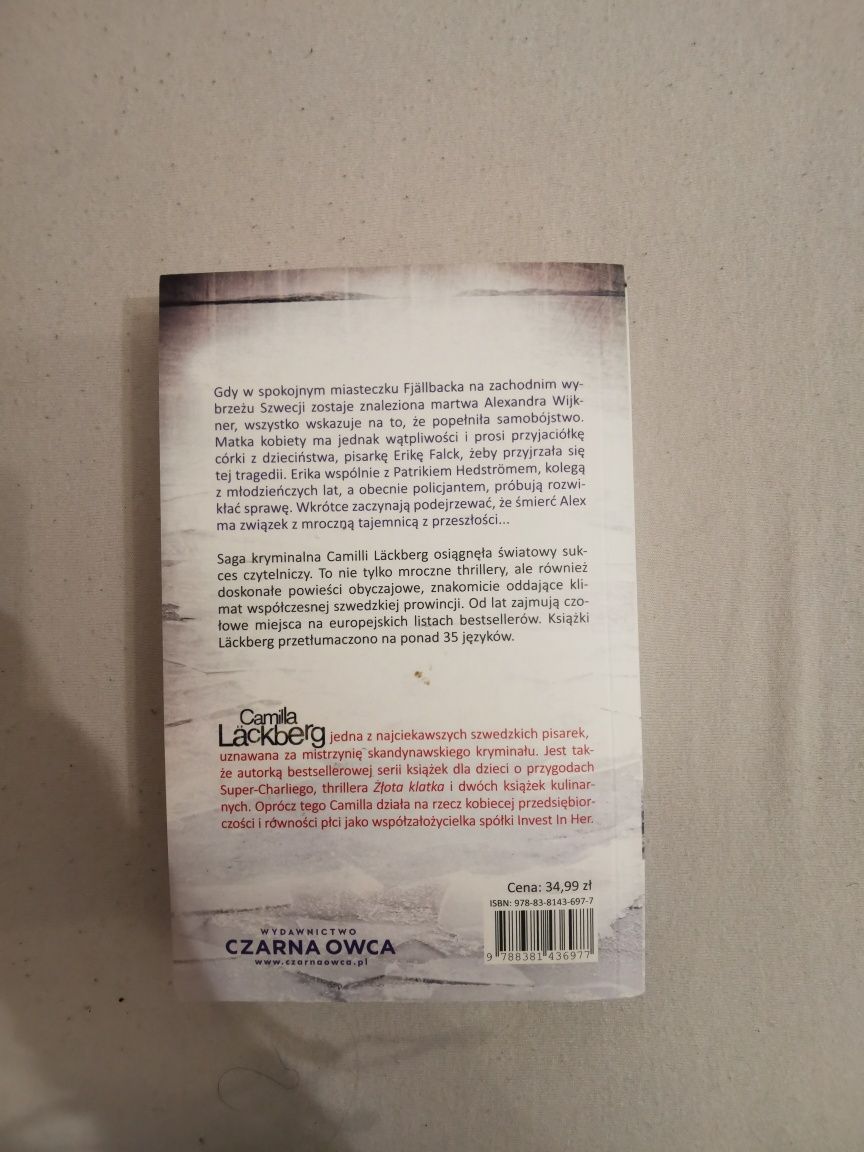 Gdy w spokojnym miasteczku Fjällbacka na zachodnim wy-
brzeżu Szwecji zostaje znaleziona martwa Alexandra Wijk-
ner, wszystko wskazuje na to, że popełniła samobójstwo.
Matka kobiety ma jednak wątpliwości i prosi przyjaciółkę
córki z dzieciństwa, pisarkę Erikę Falck, żeby przyjrzała się
tej tragedii. Erika wspólnie z Patrikiem Hedströmem, kolegą
z młodzieńczych lat, a obecnie policjantem, próbują rozwi-
kłać sprawę. Wkrótce zaczynają podejrzewać, że śmierć Alex
ma związek z mroczną tajemnicą z przeszłości...
Saga kryminalna Camilli Läckberg osiągnęła światowy suk-
ces czytelniczy. To nie tylko mroczne thrillery, ale również
doskonałe powieści obyczajowe, znakomicie oddające kli-
mat współczesnej szwedzkiej prowincji. Od lat zajmują czo-
łowe miejsca na europejskich listach bestsellerów. Książki
Läckberg przetłumaczono na ponad 35 języków.
Camilla
Läckberg jedna z najciekawszych szwedzkich pisarek,
uznawana za mistrzynię skandynawskiego kryminału. Jest tak-
że autorką bestsellerowej serii książek dla dzieci o przygodach
Super-Charliego, thrillera Złota klatka i dwóch książek kulinar-
nych. Oprócz tego Camilla działa na rzecz kobiecej przedsiębior-
czości i równości płci jako współzałożycielka spółki Invest In Her.
Cena: 34,99 zł
ISBN: 978-83-8143-697-7
9 788381 436977
WYDAWNICTWO
CZARNA OWCA
www.czarnaowca.pl